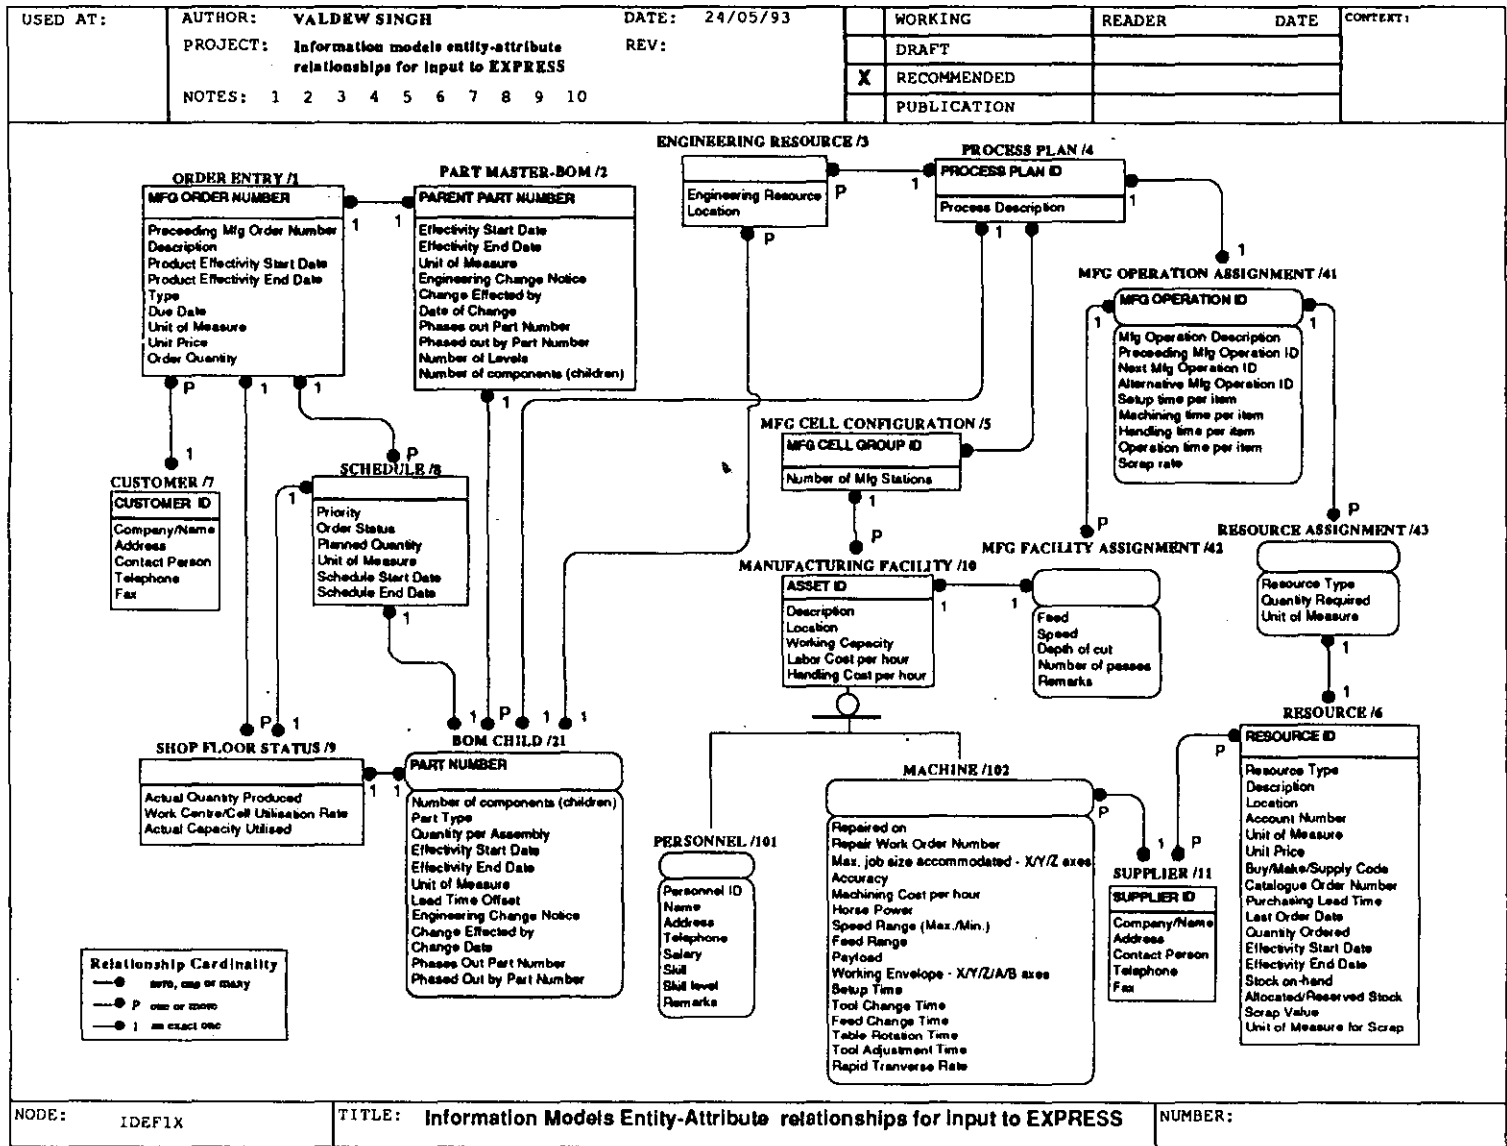 USED AT:
AUTHOR: VALDEW SINGH
DATE: 24/05/93
PROJECT: Information models entity-attribute
relationships for input to EXPRESS
REV:
NOTES: 1 2 3 4 5 6 7 8 9 10
WORKING
DRAFT
X RECOMMENDED
PUBLICATION
READER DATE
CONTEXT:
ORDER ENTRY /1
MFG ORDER NUMBER
Preceeding Mfg Order Number
Description
Product Effectivity Start Date
Product Effectivity End Date
Type
Due Date
Unit of Measure
Unit Price
Order Quantity
1
1
P
1
1
PART MASTER-BOM /2
PARENT PART NUMBER
Effectivity Start Date
Effectivity End Date
Unit of Measure
Engineering Change Notice
Change Effected by
Date of Change
Phases out Part Number
Phased out by Part Number
Number of Levels
Number of components (children)
1
ENGINEERING RESOURCE /3
Engineering Resource
Location
P
P
1
PROCESS PLAN /4
PROCESS PLAN ID
Process Description
1
1
1
MFG OPERATION ASSIGNMENT /41
MFG OPERATION ID
Mfg Operation Description
Preceeding Mfg Operation ID
Next Mfg Operation ID
Alternative Mfg Operation ID
Setup time per item
Machining time per item
Handling time per item
Operation time per item
Scrap rate
1
1
MFG CELL CONFIGURATION /5
MFG CELL GROUP ID
Number of Mfg Stations
1
P
1
CUSTOMER /7
CUSTOMER ID
Company/Name
Address
Contact Person
Telephone
Fax
P
SCHEDULE /8
Priority
Order Status
Planned Quantity
Unit of Measure
Schedule Start Date
Schedule End Date
1
1
MANUFACTURING FACILITY /10
ASSET ID
Description
Location
Working Capacity
Labor Cost per hour
Handling Cost per hour
1
1
P
MFG FACILITY ASSIGNMENT /42
Feed
Speed
Depth of cut
Number of passes
Remarks
P
RESOURCE ASSIGNMENT /43
Resource Type
Quantity Required
Unit of Measure
1
1
P 1
SHOP FLOOR STATUS /9
Actual Quantity Produced
Work Centre/Cell Utilisation Rate
Actual Capacity Utilised
1 1
1 P 1 1
BOM CHILD /21
PART NUMBER
Number of components (children)
Part Type
Quantity per Assembly
Effectivity Start Date
Effectivity End Date
Unit of Measure
Lead Time Offset
Engineering Change Notice
Change Effected by
Change Date
Phases Out Part Number
Phased Out by Part Number
PERSONNEL /101
Personnel ID
Name
Address
Telephone
Salary
Skill
Skill level
Remarks
MACHINE /102
Repaired on
Repair Work Order Number
Max. job size accommodated - X/Y/Z axes
Accuracy
Machining Cost per hour
Horse Power
Speed Range (Max./Min.)
Feed Range
Payload
Working Envelope - X/Y/Z/A/B axes
Setup Time
Tool Change Time
Feed Change Time
Table Rotation Time
Tool Adjustment Time
Rapid Tranverse Rate
P
1 P
SUPPLIER /11
SUPPLIER ID
Company/Name
Address
Contact Person
Telephone
Fax
P
RESOURCE /6
RESOURCE ID
Resource Type
Description
Location
Account Number
Unit of Measure
Unit Price
Buy/Make/Supply Code
Catalogue Order Number
Purchasing Lead Time
Last Order Date
Quantity Ordered
Effectivity Start Date
Effectivity End Date
Stock on-hand
Allocated/Reserved Stock
Scrap Value
Unit of Measure for Scrap
Relationship Cardinality
zero, one or many
P one or more
1 an exact one
NODE: IDEF1X
TITLE: Information Models Entity-Attribute relationships for input to EXPRESS
NUMBER: